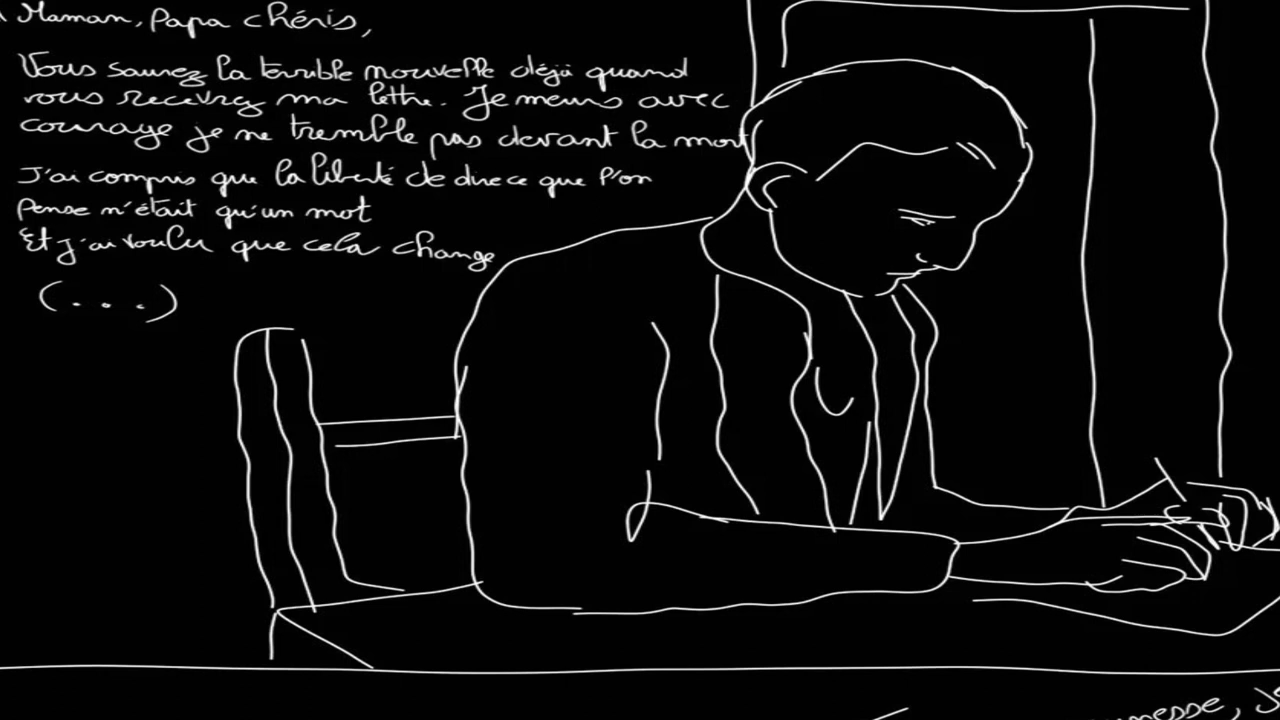 Maman, Papa chéris,
Vous saurez la terrible nouvelle déjà quand
vous recevrez ma lettre. Je meurs avec
courage je ne tremble pas devant la mort
J'ai compris que la liberté de dire ce que l'on
pense n'était qu'un mot
Et j'ai voulu que cela change
(...)